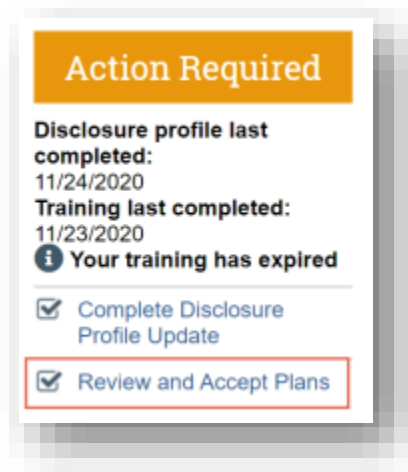 Action Required
Disclosure profile last
completed:
11/24/2020
Training last completed:
11/23/2020
Your training has expired
Complete Disclosure
Profile Update
Review and Accept Plans